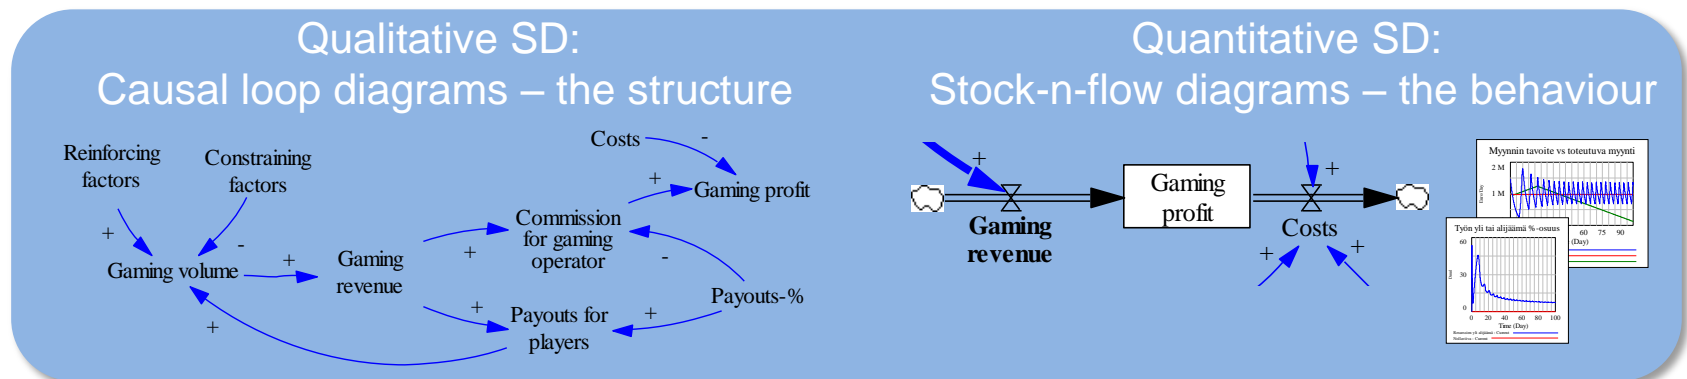 Qualitative SD:
Causal loop diagrams – the structure
Costs
-
Reinforcing
factors
Constraining
factors
+
Gaming profit
Commission
for gaming
operator
+
-
+
Gaming volume
+
Gaming
revenue
-
Payouts-%
+
+
Payouts for
players
+
Quantitative SD:
Stock-n-flow diagrams – the behaviour
+
+
Gaming
profit
Gaming
revenue
Costs
+
+
Myynnin tavoite vs toteutuva myynti
2 M
1 M
60 75 90
(Day)
Työn yli tai alijäämä %-osuus
60
30
0
0 20 40 60 80 100
Time (Day)